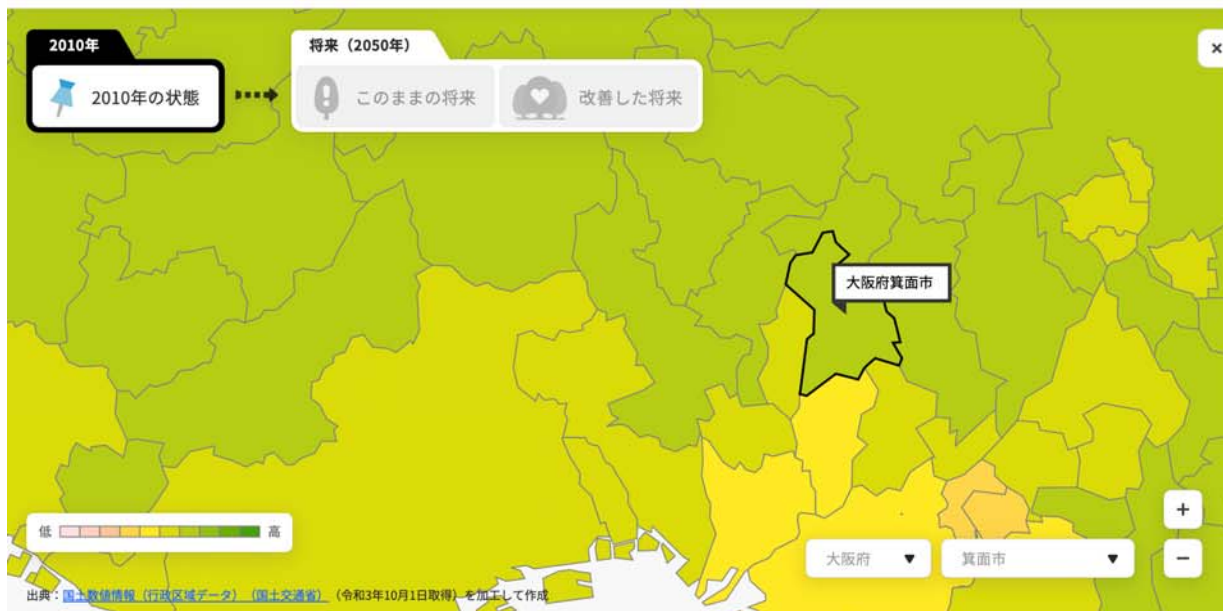 2010年
将来（2050年）
×
2010年の状態
このままの将来
改善した将来
大阪府箕面市
低
高
+
大阪府 ▼
箕面市 ▼
−
出典：国土数値情報（行政区域データ）（国土交通省）（令和3年10月1日取得）を加工して作成